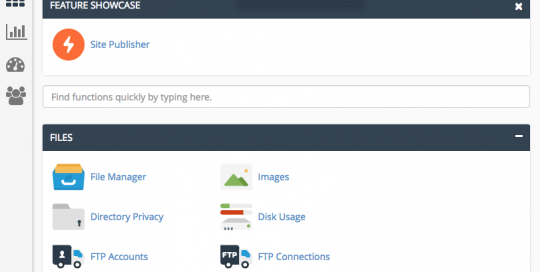 FEATURE SHOWCASE
Site Publisher
Find functions quickly by typing here.
FILES
File Manager
Images
Directory Privacy
Disk Usage
FTP Accounts
FTP
FTP Connections